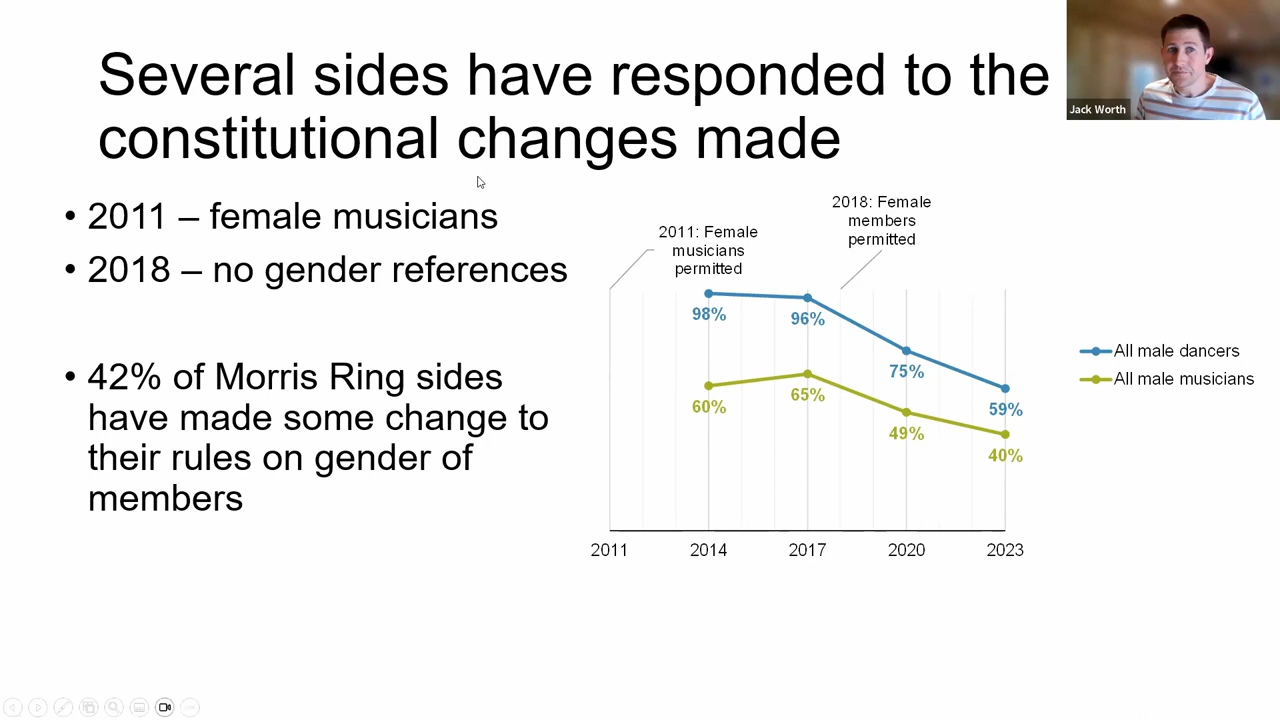 Several sides have responded to the
constitutional changes made
Jack Worth
• 2011 – female musicians
• 2018 – no gender references
• 42% of Morris Ring sides
have made some change to
their rules on gender of
members
2011: Female
musicians
permitted
2018: Female
members
permitted
98%
96%
75%
59%
60%
65%
49%
40%
2011
2014
2017
2020
2023
All male dancers
All male musicians